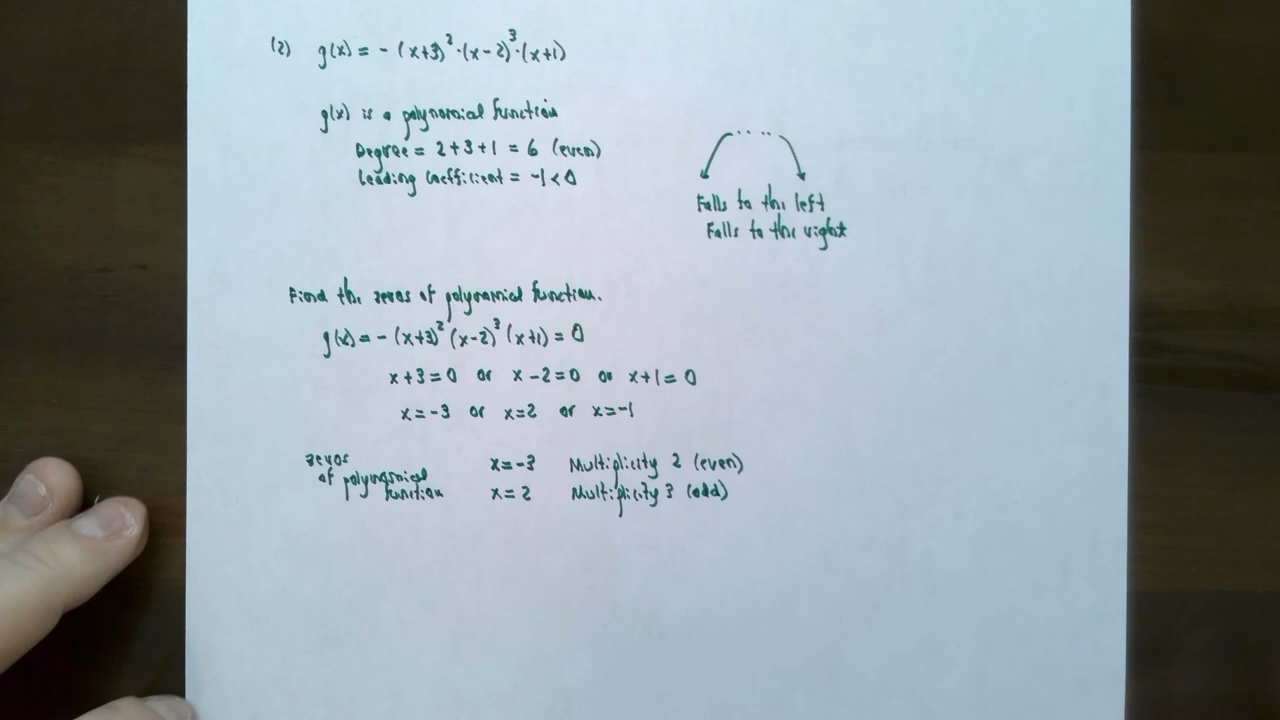 (2) g(x) = - (x+3)²·(x-2)³·(x+1)
g(x) is a polynomial function
Degree = 2+3+1 = 6 (even)
Leading Coefficient = -1 < 0
Falls to the left
Falls to the right
Find the zeros of polynomial function.
g(x) = - (x+3)² (x-2)³ (x+1) = 0
x+3=0 or x-2=0 or x+1=0
x=-3 or x=2 or x=-1
zeros of polynomial function
x=-3 Multiplicity 2 (even)
x=2 Multiplicity 3 (odd)